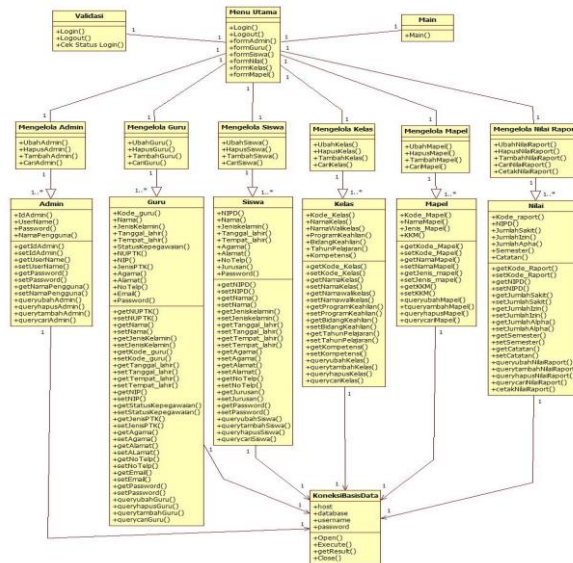 Validasi
+Login()
+Logout()
+Cek Status Login()
Menu Utama
+Login()
+Logout()
+formAdmin()
+formGuru()
+formSiswa()
+formNilai()
+formKelas()
+formMapel()
Main
+Main()
Mengelola Admin
+UbahAdmin()
+HapusAdmin()
+TambahAdmin()
+CariAdmin()
Mengelola Guru
+UbahGuru()
+HapusGuru()
+TambahGuru()
+CariGuru()
Mengelola Siswa
+UbahSiswa()
+HapusSiswa()
+TambahSiswa()
+CariSiswa()
Mengelola Kelas
+UbahKelas()
+HapusKelas()
+TambahKelas()
+CariKelas()
Mengelola Mapel
+UbahMapel()
+HapusMapel()
+TambahMapel()
+CariMapel()
Mengelola Nilai Raport
+UbahNilaiRaport()
+HapusNilaiRaport()
+TambahNilaiRaport()
+CariNilaiRaport()
+CetakNilaiRaport()
Admin
+IdAdmin()
+UserName()
+Password()
+NamaPengguna
+getIdAdmin()
+setIdAdmin()
+getUserName()
+setUserName()
+getPassword()
+setPassword()
+getNamaPengguna()
+setNamaPengguna()
+queryubahAdmin()
+queryhapusAdmin()
+querytambahAdmin()
+querycariAdmin()
Guru
+Kode_guru()
+Nama()
+JenisKelamin()
+Tanggal_lahir()
+Tempat_lahir()
+StatusKepegawaian()
+NUPTK()
+NIP()
+JenisPTK()
+Agama()
+Alamat()
+NoTelp()
+Email()
+Password()
+getNUPTK()
+setNUPTK()
+getNama()
+setNama()
+getJenisKelamin()
+setJenisKelamin()
+getKode_guru()
+setKode_guru()
+getTanggal_lahir()
+setTanggal_lahir()
+getTempat_lahir()
+setTempat_lahir()
+getNIP()
+setNIP()
+getStatusKepegawaian()
+setStatusKepegawaian()
+getJenisPTK()
+setJenisPTK()
+getAgama()
+setAgama()
+getAlamat()
+setALamat()
+getNoTelp()
+setNoTelp()
+getEmail()
+setEmail()
+getPassword()
+setPassword()
+queryubahGuru()
+queryhapusGuru()
+querytambahGuru()
+querycariGuru()
Siswa
+NIPD()
+Nama()
+JenisKelamin()
+Tanggal_lahir()
+Tempat_lahir()
+Agama()
+Alamat()
+NoTelp()
+Jurusan()
+Password()
+getNIPD()
+setNIPD()
+getNama()
+setNama()
+getJeniskelamin()
+setJeniskelamin()
+getTanggal_lahir()
+setTanggal_lahir()
+getTempat_lahir()
+setTempat_lahir()
+getAgama()
+setAgama()
+getAlamat()
+setAlamat()
+getNoTelp()
+setNoTelp()
+getJurusan()
+setJurusan()
+getPassword()
+setPassword()
+queryubahSiswa()
+querytambahSiswa()
+queryhapusSiswa()
+querycariSiswa()
Kelas
+Kode_Kelas()
+NamaKelas()
+NamaWaliKelas()
+ProgramKeahlian()
+BidangKeahlian()
+TahunPelajaran()
+Kompetens()
+getKode_Kelas()
+setKode_Kelas()
+getNamaKelas()
+setNamaKelas()
+getNamawaliKelas()
+setNamawaliKelas()
+getProgramKeahlian()
+setProgramKeahlian()
+getBidangKeahlian()
+setBidangKeahlian()
+getTahunPelajaran()
+setTahunPelajaran()
+getKompetens()
+setKompetens()
+queryubahKelas()
+querytambahKelas()
+queryhapusKelas()
+querycariKelas()
Mapel
+Kode_Mapel()
+NamaMapel()
+Jenis_Mapel()
+KKM()
+getKode_Mapel()
+setKode_Mapel()
+getNamaMapel()
+setNamaMapel()
+getJenis_mapel()
+setJenis_mapel()
+getKKM()
+setKKM()
+queryubahMapel()
+tqueryambahMapel()
+queryhapusMapel()
+querycariMapel()
Nilai
+Kode_raport()
+NIPD()
+JumlahSakit()
+JumlahIzin()
+JumlahApha()
+Semester()
+Catatan()
+getKode_Raport()
+setKode_Raport()
+getNIPD()
+setNIPD()
+getJumlahSakit()
+setJumlahSakit()
+getJumlahIzin()
+setJumlahIzin()
+getJumlahAlpha()
+setJumlahAlpha()
+getSemester()
+setSemester()
+getCatatan()
+setCatatan()
+queryubahNilaiRaport()
+querytambahNilaiRaport()
+queryhapusNilaiRaport()
+querycariNilaiRaport()
+cetakNilaiRaport()
KoneksiBasisData
+host
+database
+username
+password
+Open()
+Execute()
+getResult()
+Close()